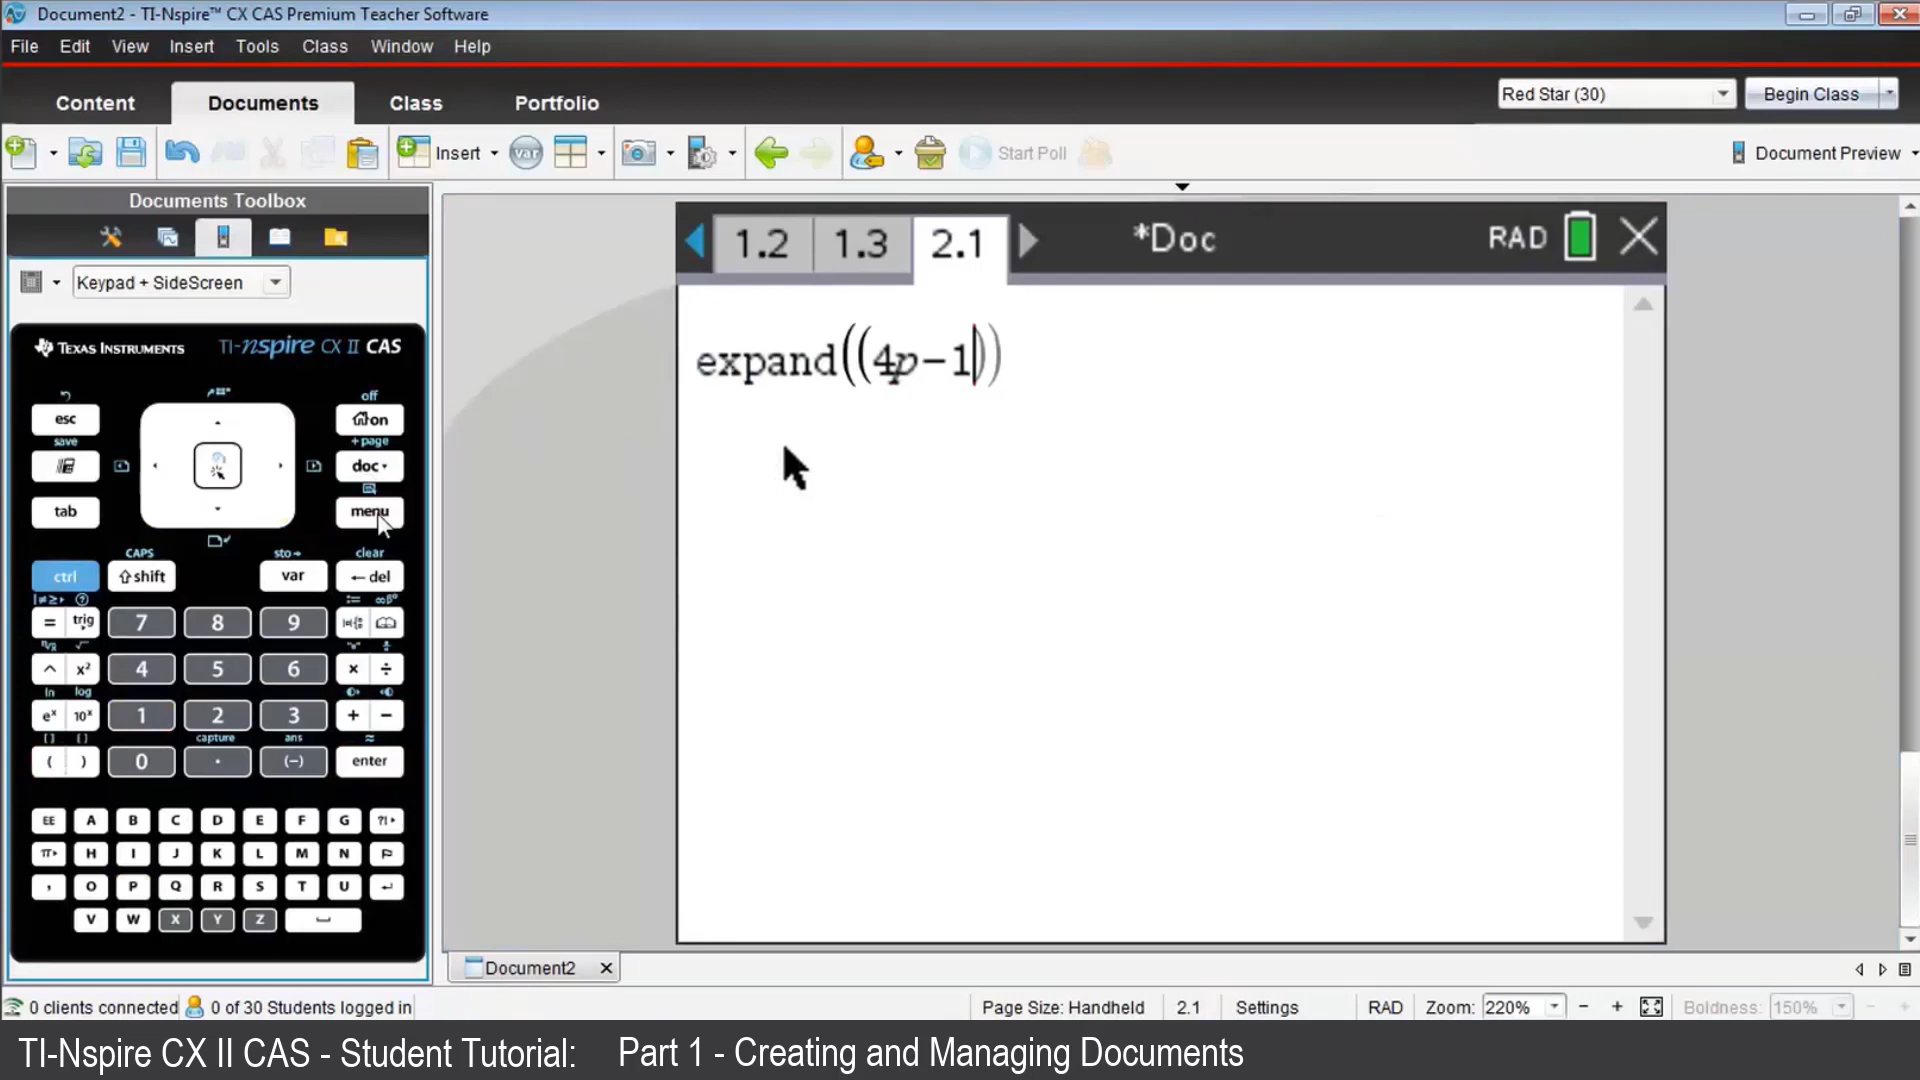 Document2 - TI-Nspire™ CX CAS Premium Teacher Software
File Edit View Insert Tools Class Window Help
Content Documents Class Portfolio
Red Star (30) Begin Class
Insert var Start Poll Document Preview
Documents Toolbox
Keypad + SideScreen
1.2 1.3 2.1 *Doc RAD
expand((4p−1))
TEXAS INSTRUMENTS TI-nspire CX II CAS
off
esc on
save + page
doc
tab menu
CAPS sto→ clear
ctrl shift var ← del
= trig 7 8 9
^ x² 4 5 6 × ÷
ln log
eˣ 10ˣ 1 2 3 + −
[ ] { } capture ans ≈
( ) 0 . (−) enter
EE A B C D E F G ?!▸
π▸ H I J K L M N
, O P Q R S T U
V W X Y Z
Document2
0 clients connected 0 of 30 Students logged in Page Size: Handheld 2.1 Settings RAD Zoom: 220% − + Boldness: 150% − +
TI-Nspire CX II CAS - Student Tutorial: Part 1 - Creating and Managing Documents